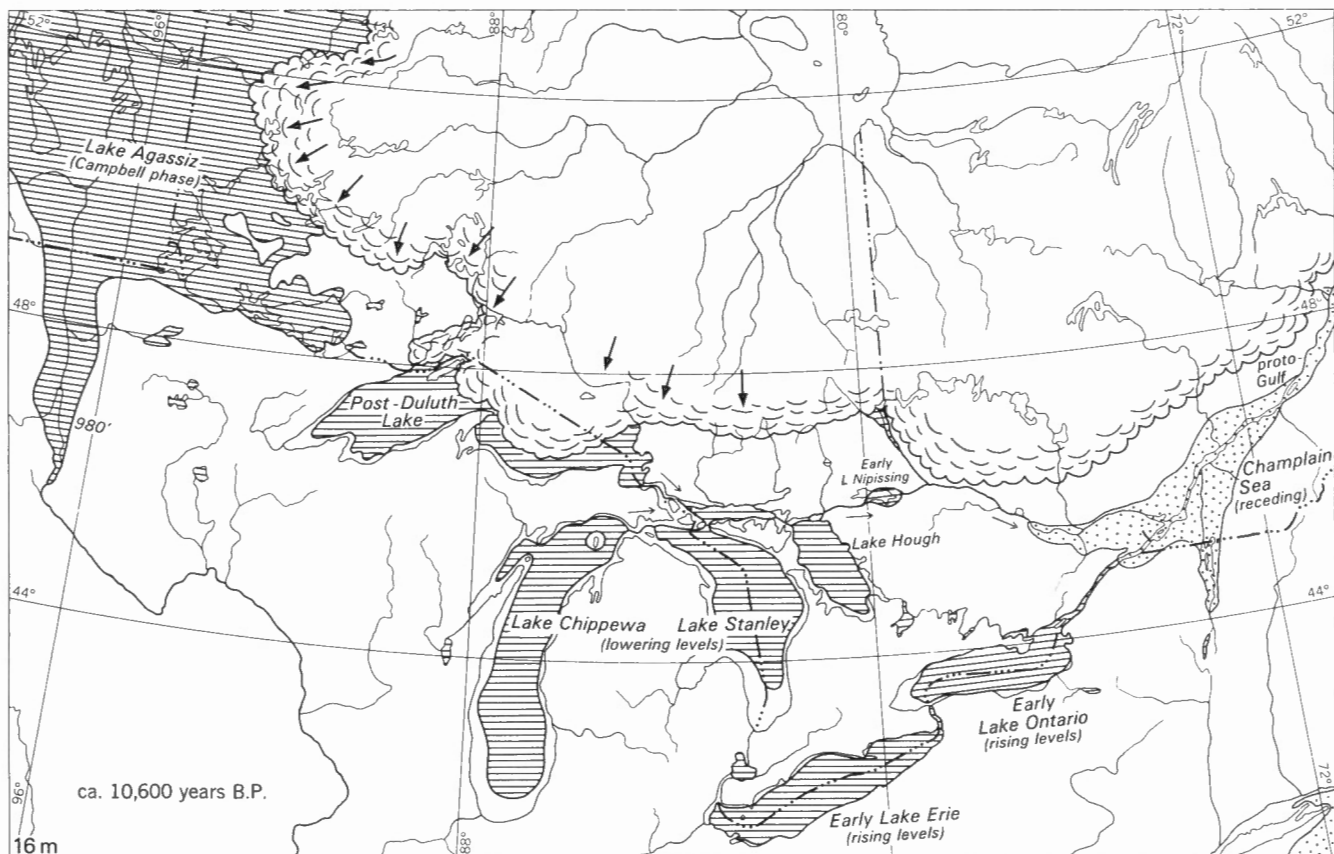 52°
96°
88°
80°
72°
52°
Lake Agassiz
(Campbell phase)
48°
48°
proto-
Gulf
Post-Duluth
Lake
980'
Early
L Nipissing
Champlain
Sea
(receding)
Lake Hough
44°
44°
Lake Chippewa
Lake Stanley
(lowering levels)
Early
Lake Ontario
(rising levels)
ca. 10,600 years B.P.
Early Lake Erie
(rising levels)
96°
88°
80°
72°
16 m